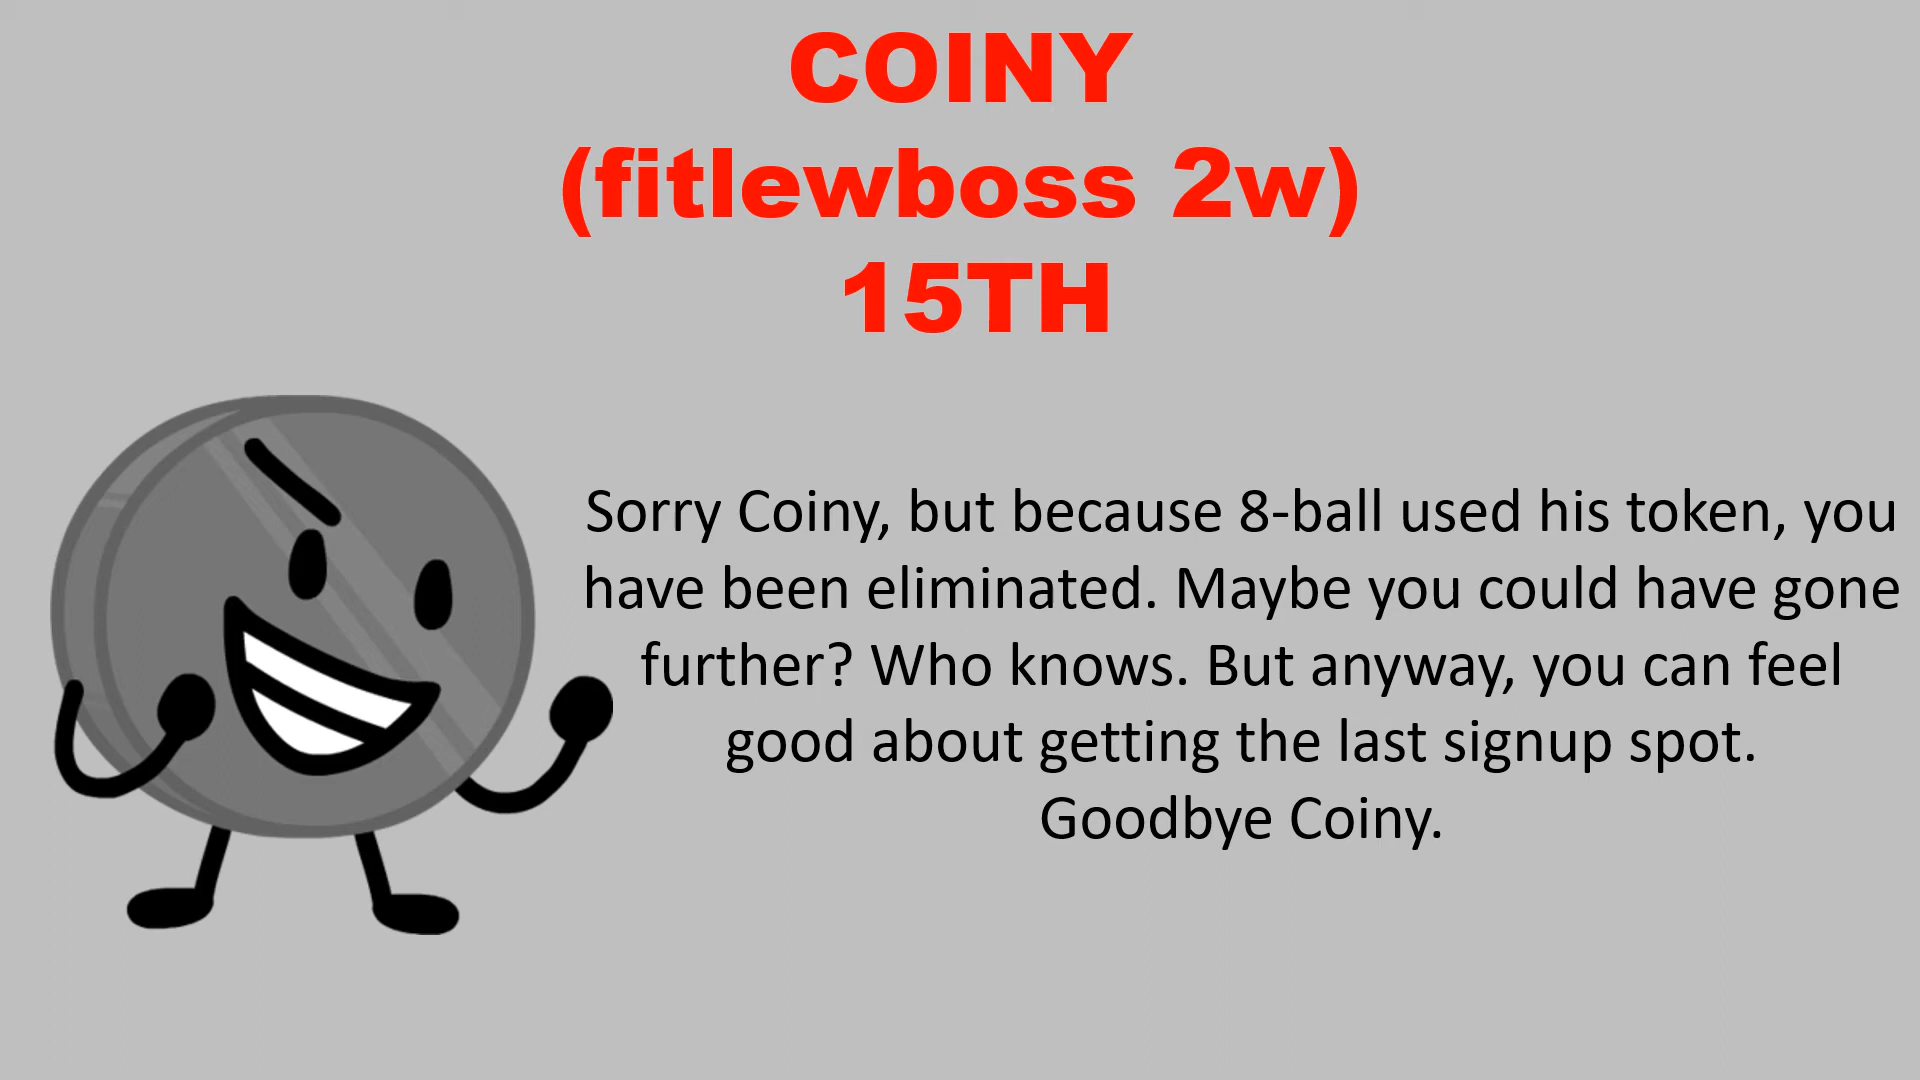 COINY
(fitlewboss 2w)
15TH
Sorry Coiny, but because 8-ball used his token, you
have been eliminated. Maybe you could have gone
further? Who knows. But anyway, you can feel
good about getting the last signup spot.
Goodbye Coiny.